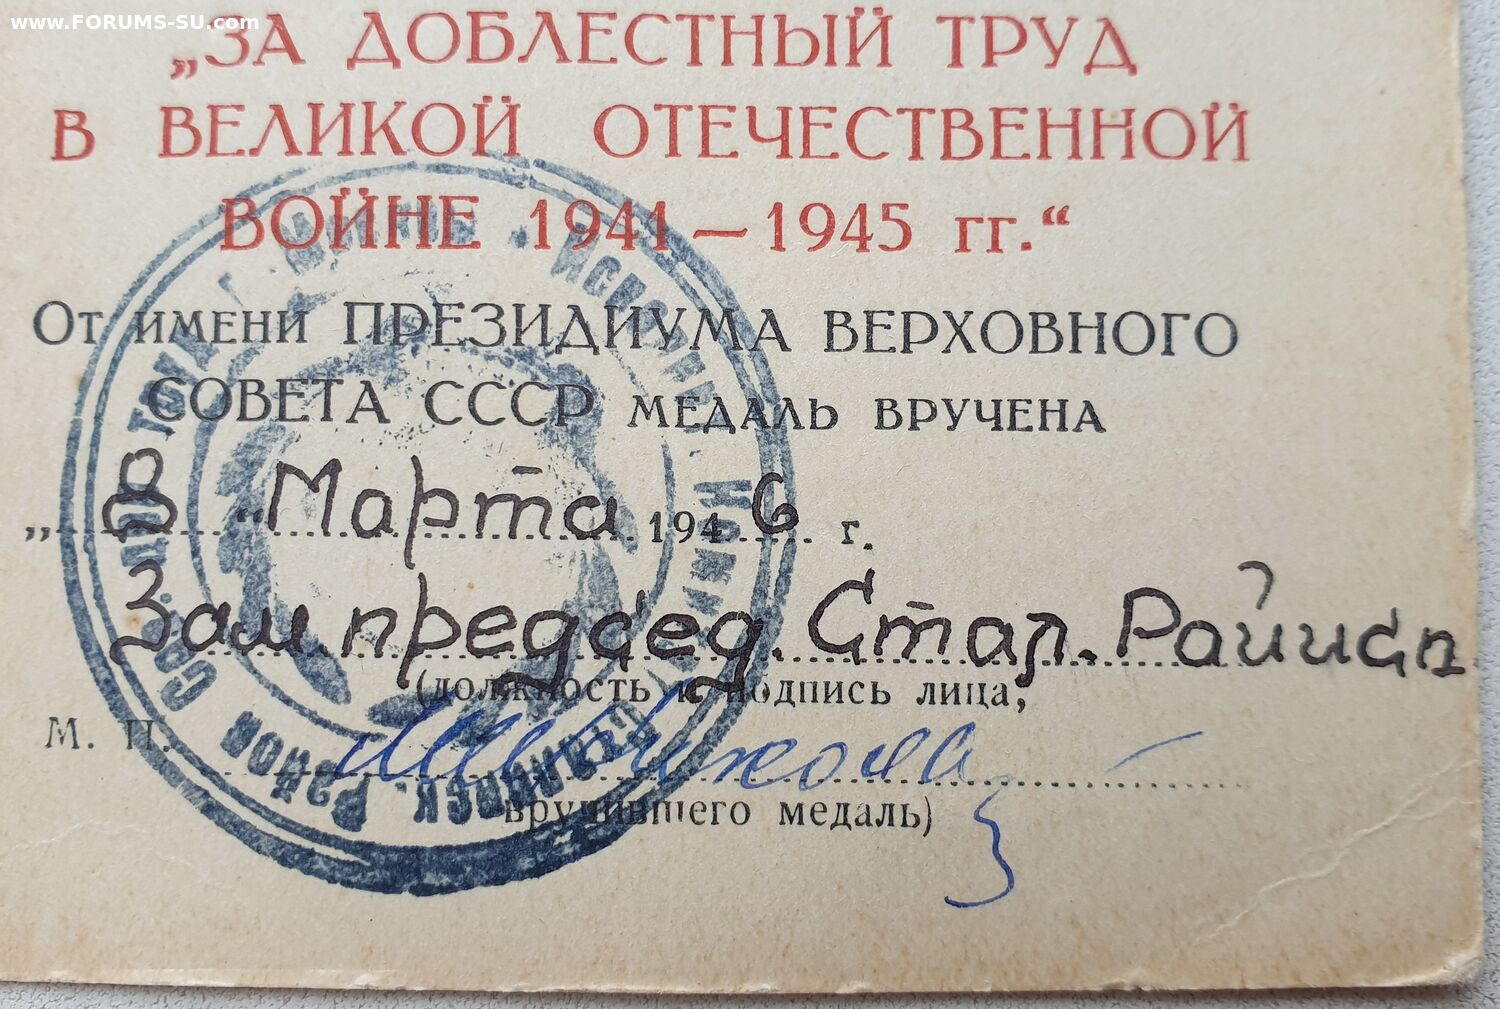 www.FORUMS-SU.com
„ЗА ДОБЛЕСТНЫЙ ТРУД
В ВЕЛИКОЙ ОТЕЧЕСТВЕННОЙ
ВОЙНЕ 1941—1945 гг.“
От имени ПРЕЗИДИУМА ВЕРХОВНОГО
СОВЕТА СССР МЕДАЛЬ ВРУЧЕНА
„8“ Марта 1946 г.
Зам. председ. Стал. Райисп.
(должность и подпись лица,
М. П.
вручившего медаль)